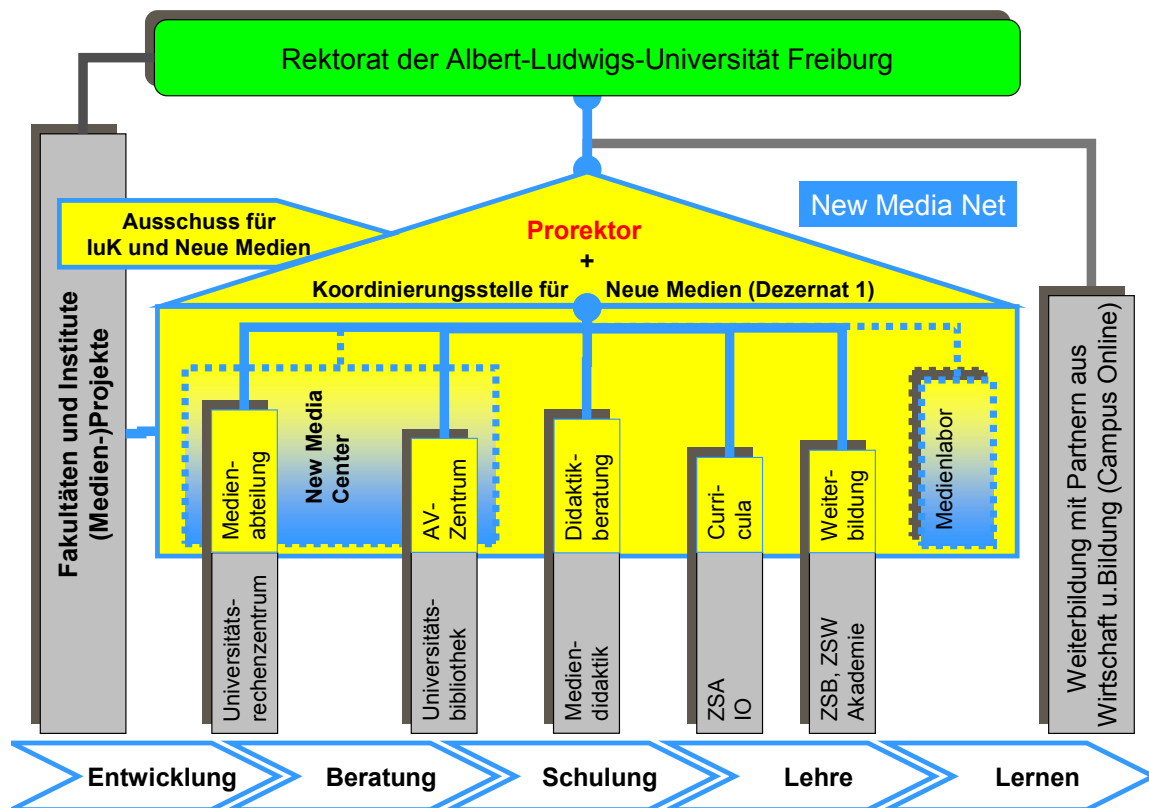 Rektorat der Albert-Ludwigs-Universität Freiburg
New Media Net
Ausschuss für
IuK und Neue Medien
Prorektor
+
Koordinierungsstelle für Neue Medien (Dezernat 1)
Fakultäten und Institute
(Medien-)Projekte
Medien-
abteilung
New Media
Center
AV-
Zentrum
Didaktik-
beratung
Curri-
cula
Weiter-
bildung
Medienlabor
Universitäts-
rechenzentrum
Universitäts-
bibliothek
Medien-
didaktik
ZSA
IO
ZSB, ZSW
Akademie
Weiterbildung mit Partnern aus
Wirtschaft u.Bildung (Campus Online)
Entwicklung
Beratung
Schulung
Lehre
Lernen